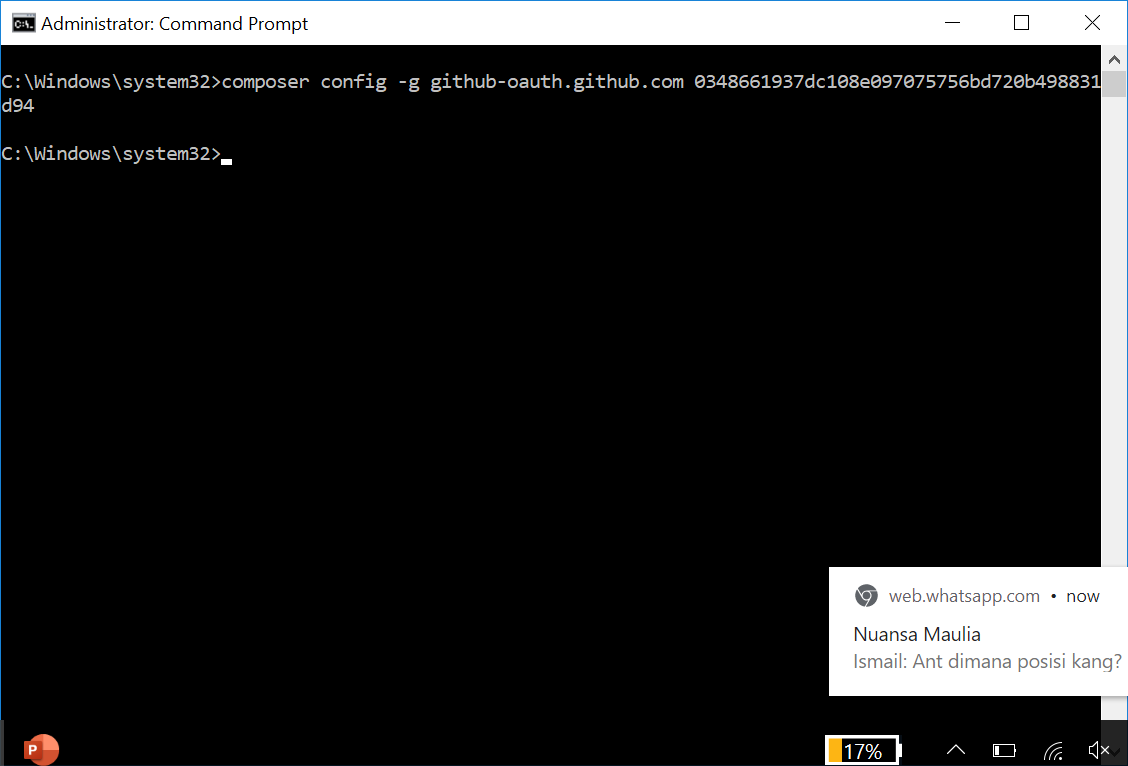 Administrator: Command Prompt
C:\Windows\system32>composer config -g github-oauth.github.com 0348661937dc108e097075756bd720b498831
d94
C:\Windows\system32>
web.whatsapp.com • now
Nuansa Maulia
Ismail: Ant dimana posisi kang?
P
17%